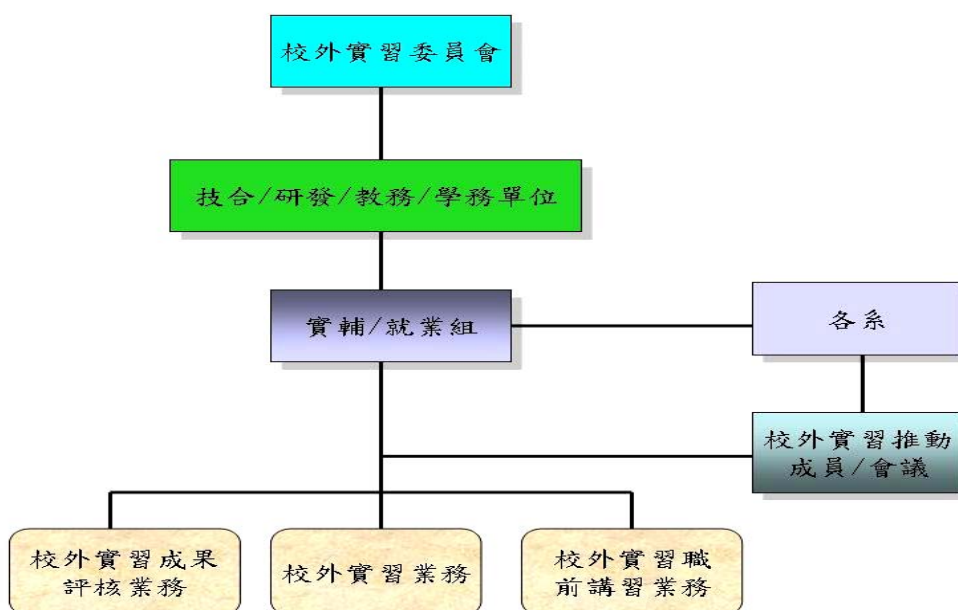 校外實習委員會
技合/研發/教務/學務單位
實輔/就業組
各系
校外實習推動
成員/會議
校外實習成果
評核業務
校外實習業務
校外實習職
前講習業務